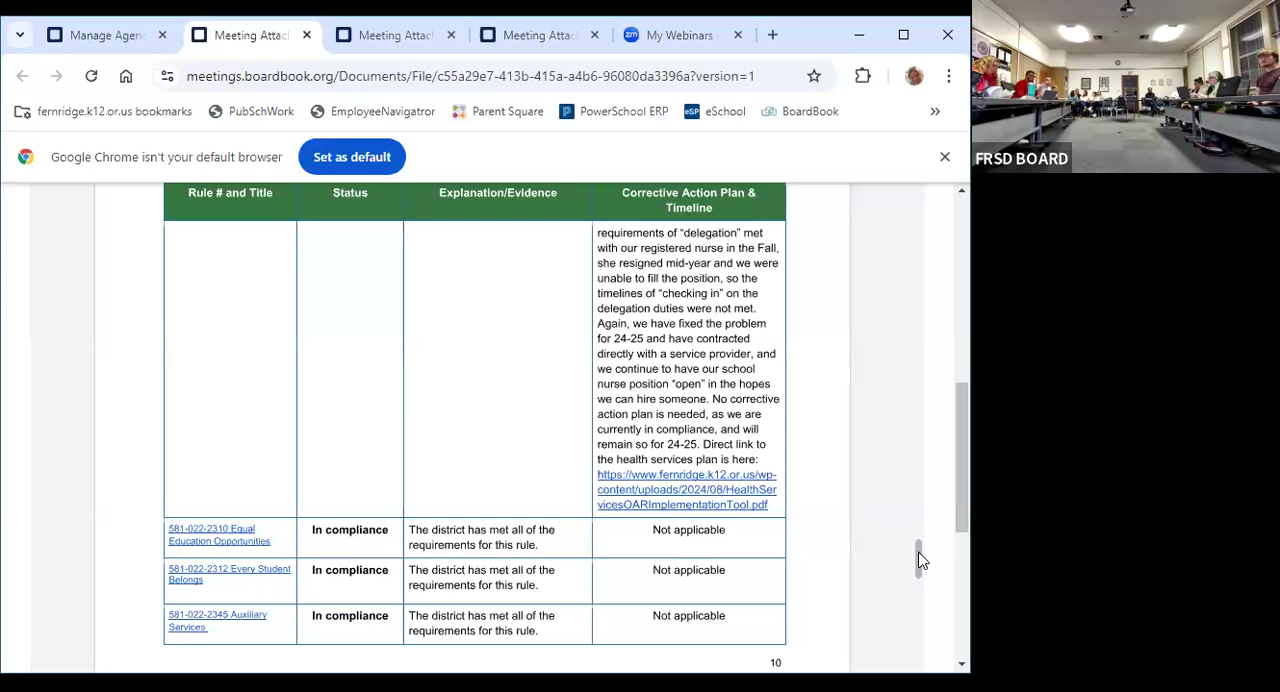 Manage Agen
Meeting Attac
Meeting Attac
Meeting Attac
My Webinars -
meetings.boardbook.org/Documents/File/c55a29e7-413b-415a-a4b6-96080da3396a?version=1
fernridge.k12.or.us bookmarks
PubSchWork
EmployeeNavigator
Parent Square
PowerSchool ERP
eSP eSchool
BoardBook
Google Chrome isn't your default browser
Set as default
FRSD BOARD
Rule # and Title
Status
Explanation/Evidence
Corrective Action Plan &
Timeline
requirements of “delegation” met
with our registered nurse in the Fall,
she resigned mid-year and we were
unable to fill the position, so the
timelines of “checking in” on the
delegation duties were not met.
Again, we have fixed the problem
for 24-25 and have contracted
directly with a service provider, and
we continue to have our school
nurse position “open” in the hopes
we can hire someone. No corrective
action plan is needed, as we are
currently in compliance, and will
remain so for 24-25. Direct link to
the health services plan is here:
https://www.fernridge.k12.or.us/wp-
content/uploads/2024/08/HealthSer
vicesOARImplementationTool.pdf
581-022-2310 Equal
Education Opportunities
In compliance
The district has met all of the
requirements for this rule.
Not applicable
581-022-2312 Every Student
Belongs
In compliance
The district has met all of the
requirements for this rule.
Not applicable
581-022-2345 Auxiliary
Services
In compliance
The district has met all of the
requirements for this rule.
Not applicable
10